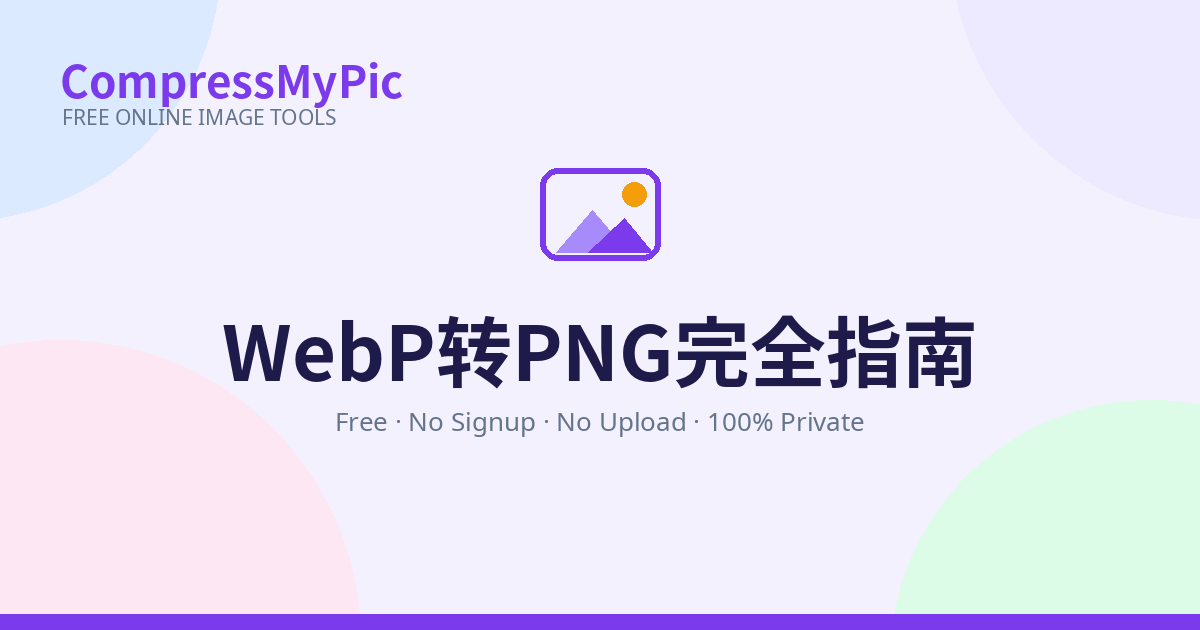 CompressMyPic
FREE ONLINE IMAGE TOOLS
WebP转PNG完全指南
Free · No Signup · No Upload · 100% Private